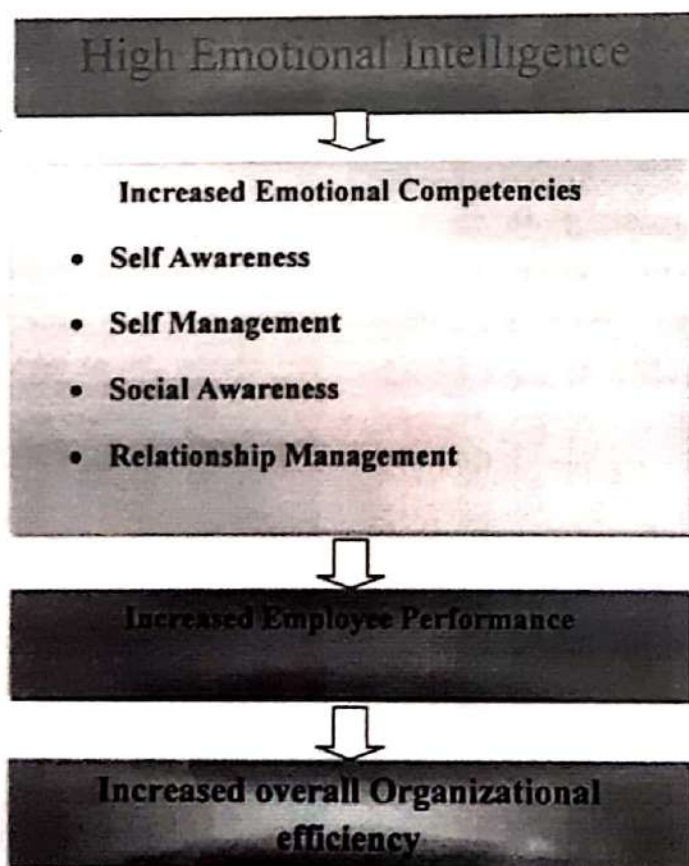 High Emotional Intelligence
Increased Emotional Competencies
• Self Awareness
• Self Management
• Social Awareness
• Relationship Management
Increased Employee Performance
Increased overall Organizational
efficiency